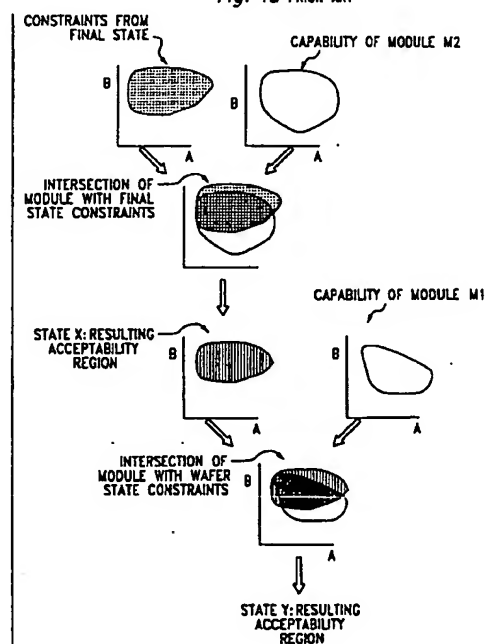 CONSTRAINTS FROM
FINAL STATE
CAPABILITY OF MODULE M2
B
A
B
A
INTERSECTION OF
MODULE WITH FINAL
STATE CONSTRAINTS
CAPABILITY OF MODULE M1
STATE X: RESULTING
ACCEPTABILITY
REGION
B
A
B
A
INTERSECTION OF
MODULE WITH WAFER
STATE CONSTRAINTS
B
A
STATE Y: RESULTING
ACCEPTABILITY
REGION